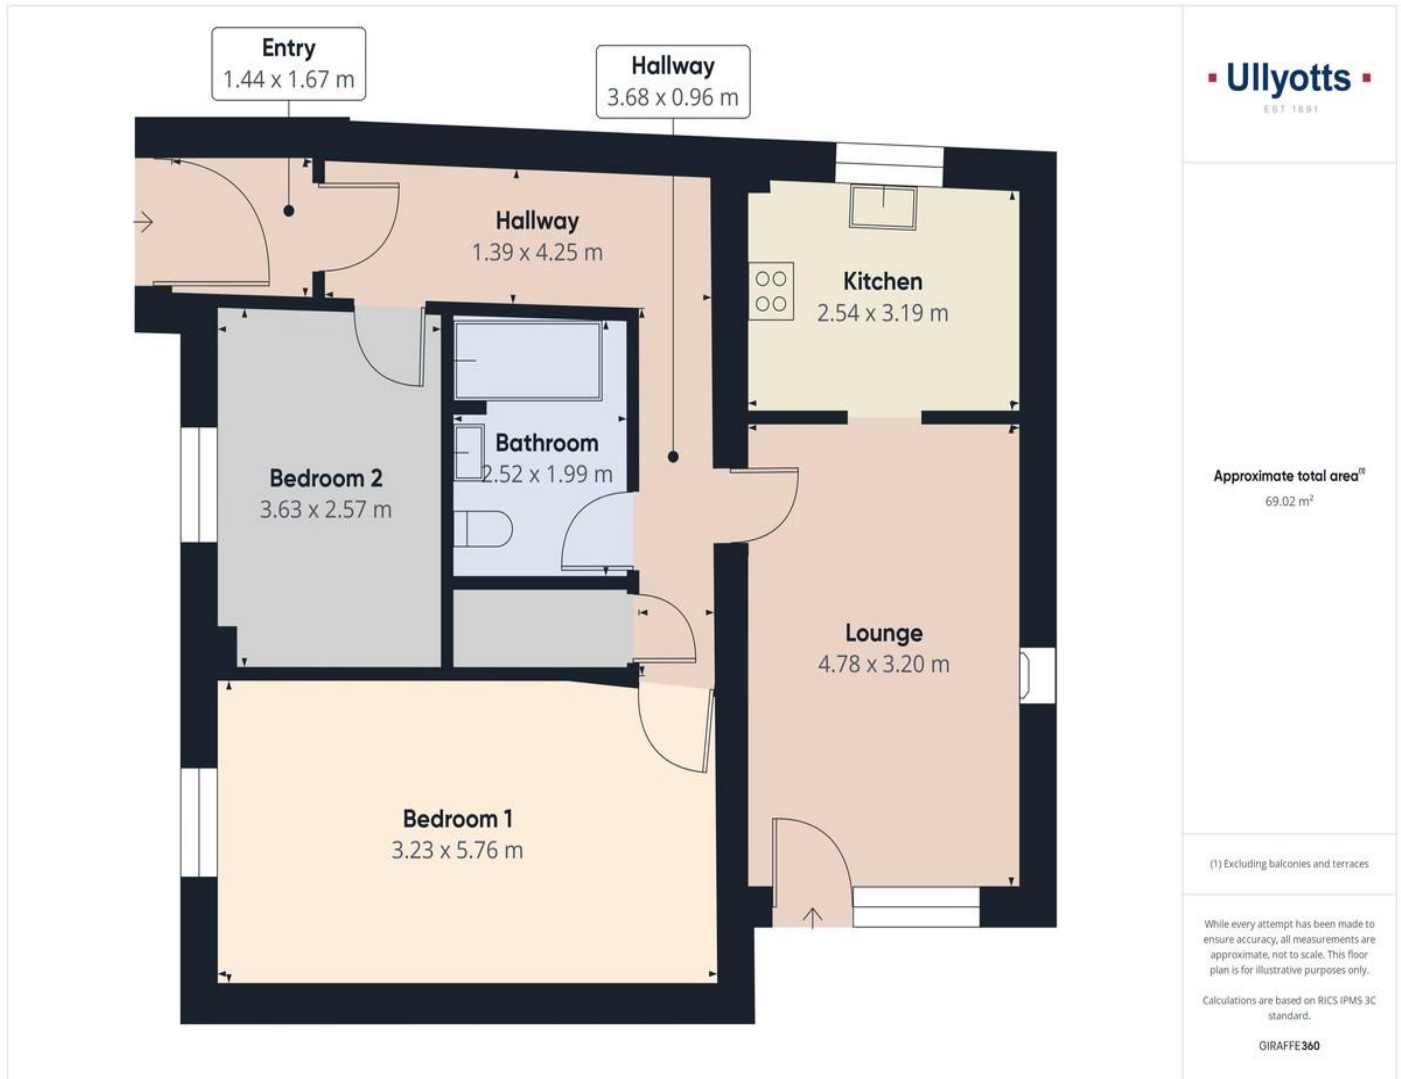 Entry
1.44 x 1.67 m
Hallway
3.68 x 0.96 m
Hallway
1.39 x 4.25 m
Kitchen
2.54 x 3.19 m
Bathroom
2.52 x 1.99 m
Bedroom 2
3.63 x 2.57 m
Lounge
4.78 x 3.20 m
Bedroom 1
3.23 x 5.76 m
Ullyotts
EST 1891
Approximate total area(1)
69.02 m²
(1) Excluding balconies and terraces
While every attempt has been made to
ensure accuracy, all measurements are
approximate, not to scale. This floor
plan is for illustrative purposes only.
Calculations are based on RICS IPMS 3C
standard.
GIRAFFE360